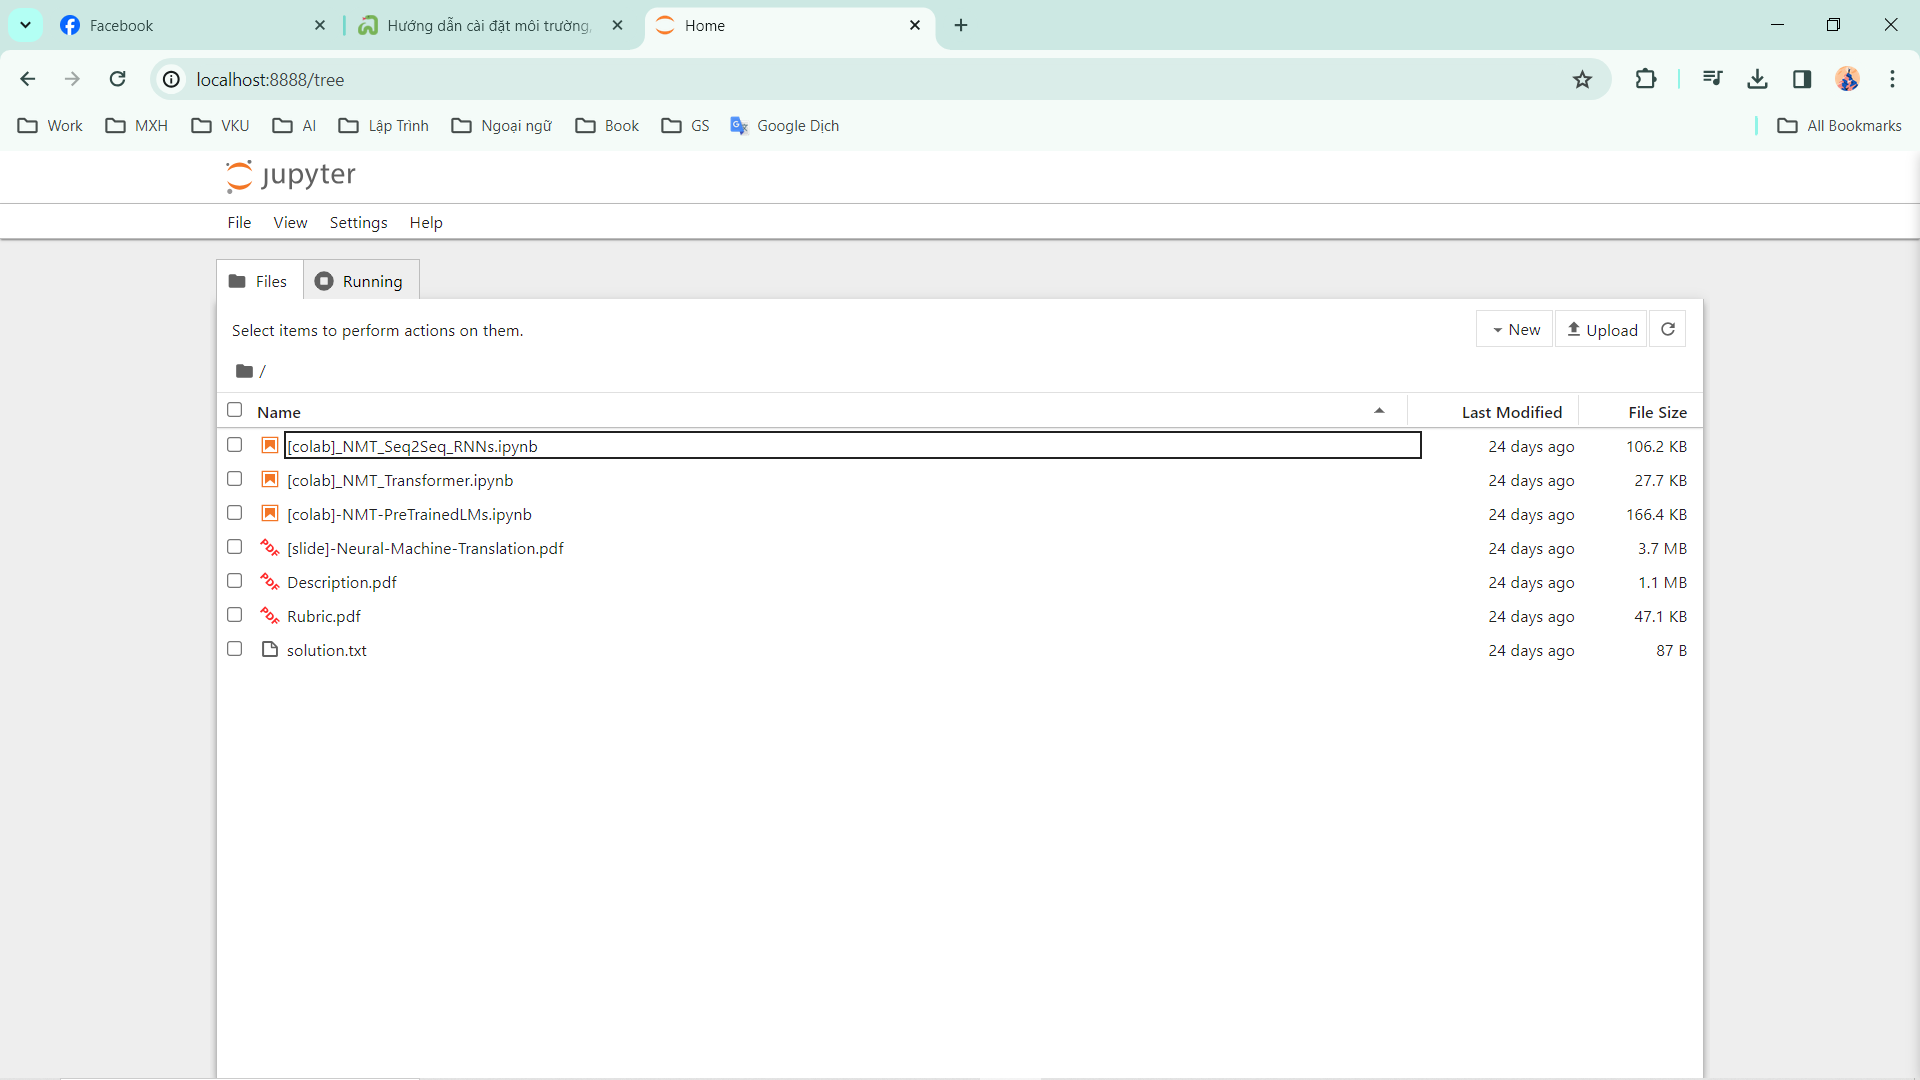 Facebook
Hướng dẫn cài đặt môi trường,
Home
localhost:8888/tree
Work
MXH
VKU
AI
Lập Trình
Ngoại ngữ
Book
GS
Google Dịch
All Bookmarks
jupyter
File View Settings Help
Files
Running
Select items to perform actions on them.
New
Upload
/
Name Last Modified File Size
[colab]_NMT_Seq2Seq_RNNs.ipynb 24 days ago 106.2 KB
[colab]_NMT_Transformer.ipynb 24 days ago 27.7 KB
[colab]-NMT-PreTrainedLMs.ipynb 24 days ago 166.4 KB
PDF [slide]-Neural-Machine-Translation.pdf 24 days ago 3.7 MB
PDF Description.pdf 24 days ago 1.1 MB
PDF Rubric.pdf 24 days ago 47.1 KB
solution.txt 24 days ago 87 B